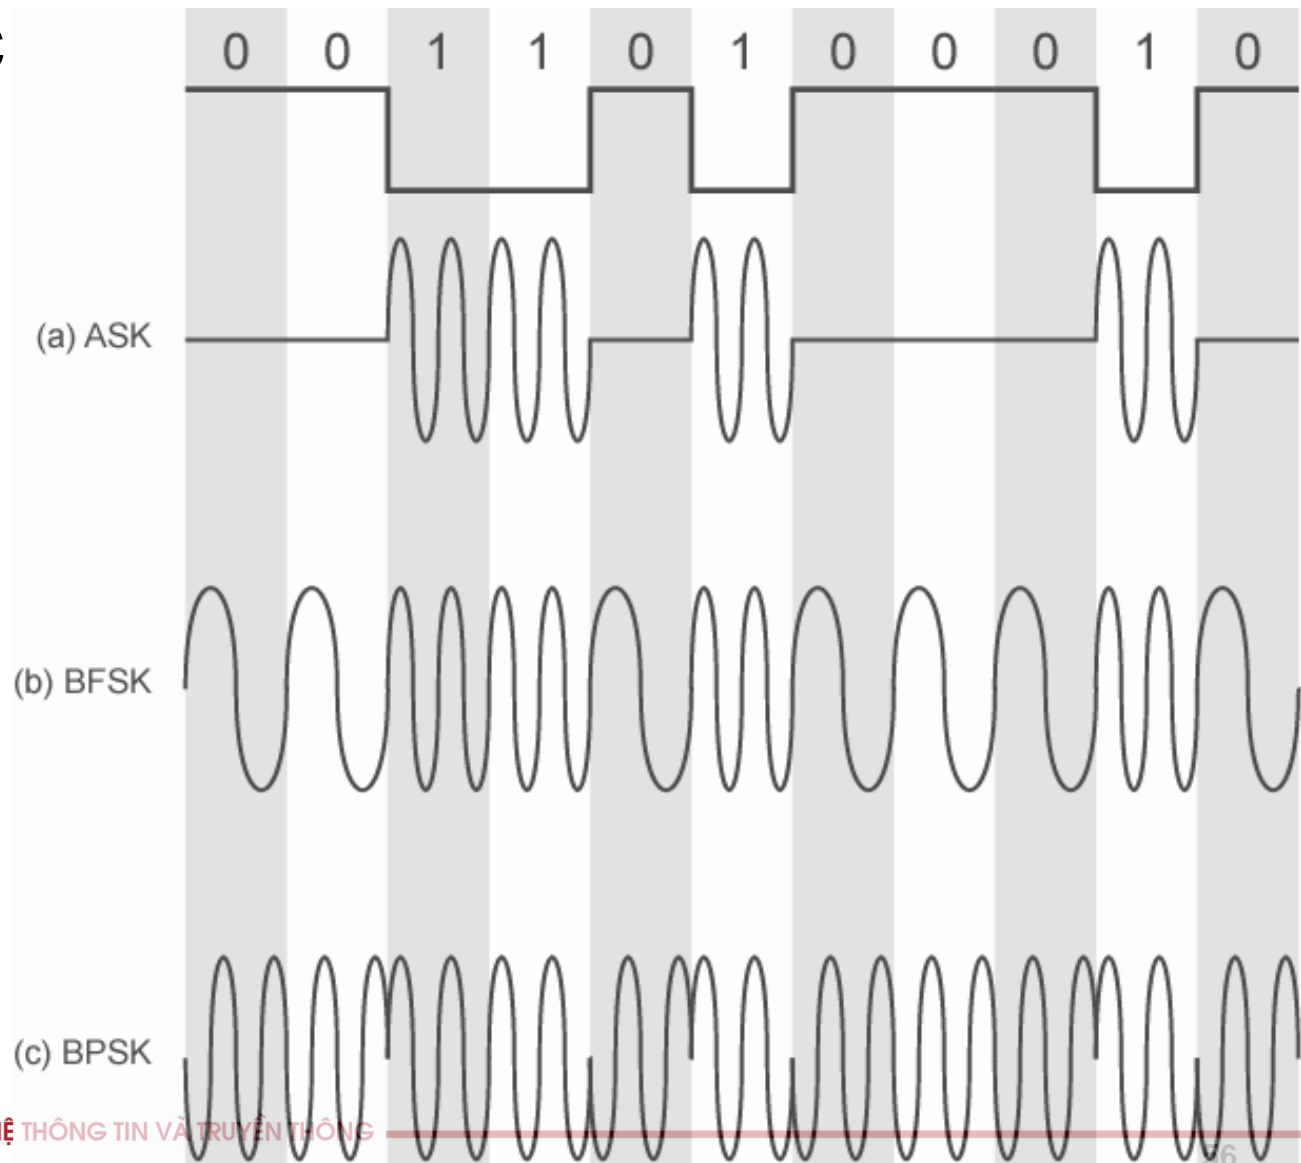 0 0 1 1 0 1 0 0 0 1 0
(a) ASK
(b) BFSK
(c) BPSK
Ệ THÔNG TIN VÀ TRUYỀN THÔNG
56